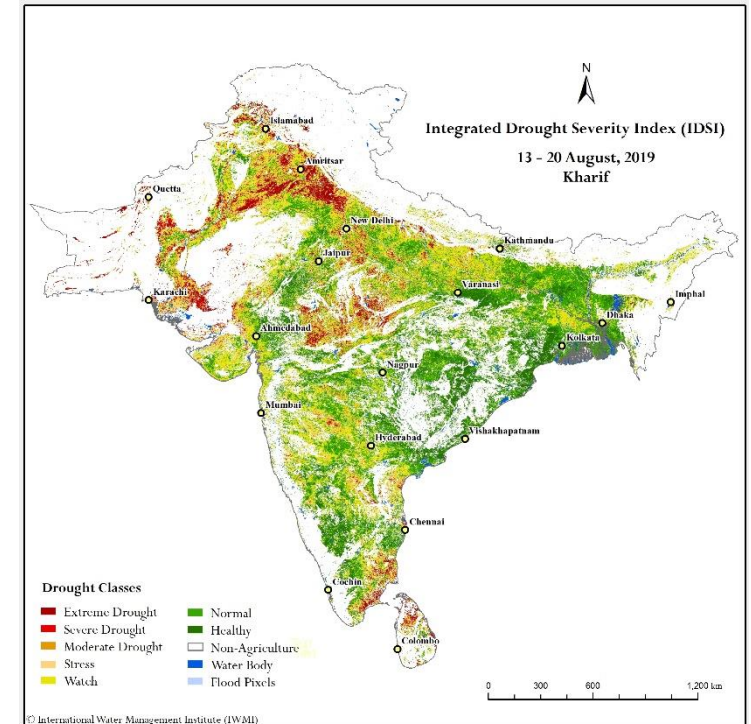 N
Integrated Drought Severity Index (IDSI)
13 - 20 August, 2019
Kharif
Islamabad
Amritsar
Quetta
New Delhi
Kathmandu
Jaipur
Varanasi
Karachi
Imphal
Dhaka
Ahmedabad
Kolkata
Nagpur
Mumbai
Vishakhapatnam
Hyderabad
Chennai
Cochin
Colombo
Drought Classes
Extreme Drought
Severe Drought
Moderate Drought
Stress
Watch
Normal
Healthy
Non-Agriculture
Water Body
Flood Pixels
0 300 600 1,200 km
© International Water Management Institute (IWMI)